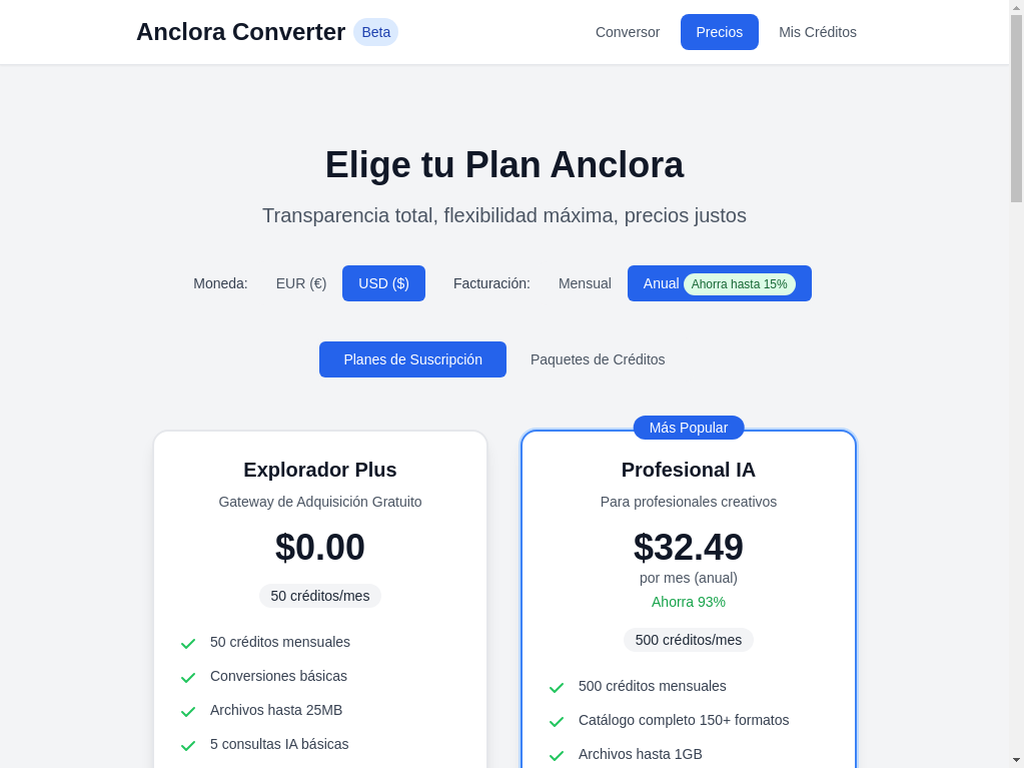 Anclora Converter Beta
Conversor Precios Mis Créditos
Elige tu Plan Anclora
Transparencia total, flexibilidad máxima, precios justos
Moneda: EUR (€) USD ($) Facturación: Mensual Anual Ahorra hasta 15%
Planes de Suscripción Paquetes de Créditos
Explorador Plus
Gateway de Adquisición Gratuito
$0.00
50 créditos/mes
50 créditos mensuales
Conversiones básicas
Archivos hasta 25MB
5 consultas IA básicas
Más Popular
Profesional IA
Para profesionales creativos
$32.49
por mes (anual)
Ahorra 93%
500 créditos/mes
500 créditos mensuales
Catálogo completo 150+ formatos
Archivos hasta 1GB